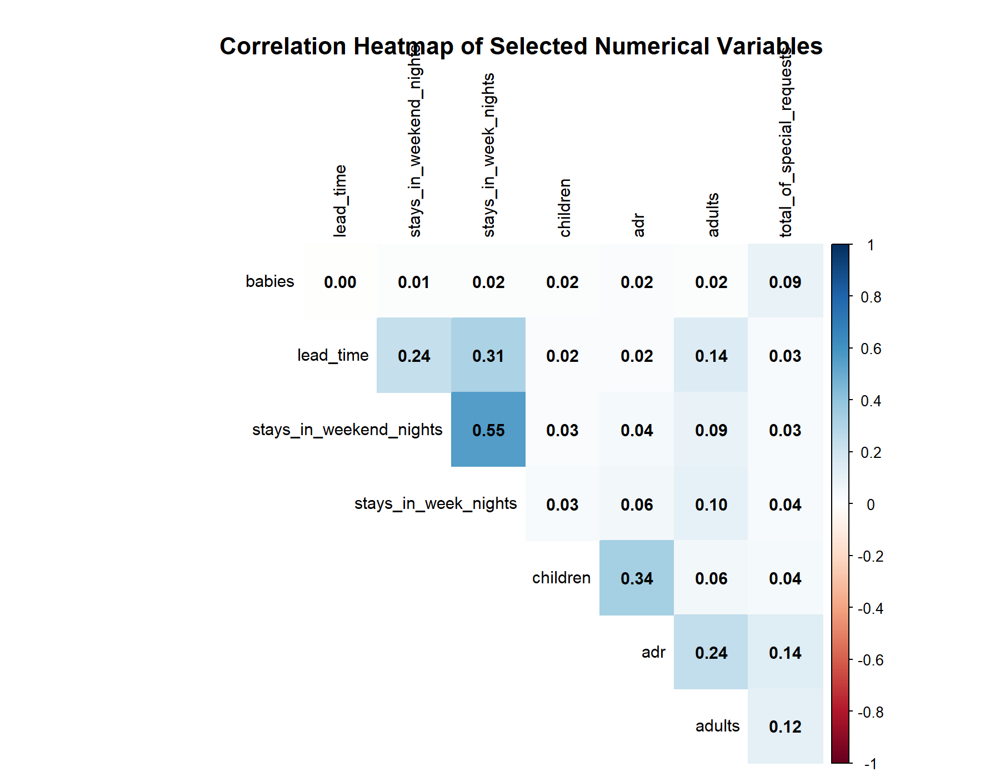 Correlation Heatmap of Selected Numerical Variables
lead_time
stays_in_weekend_nights
stays_in_week_nights
children
adr
adults
total_of_special_requests
babies 0.00 0.01 0.02 0.02 0.02 0.02 0.09
lead_time 0.24 0.31 0.02 0.02 0.14 0.03
stays_in_weekend_nights 0.55 0.03 0.04 0.09 0.03
stays_in_week_nights 0.03 0.06 0.10 0.04
children 0.34 0.06 0.04
adr 0.24 0.14
adults 0.12
1
0.8
0.6
0.4
0.2
0
-0.2
-0.4
-0.6
-0.8
-1